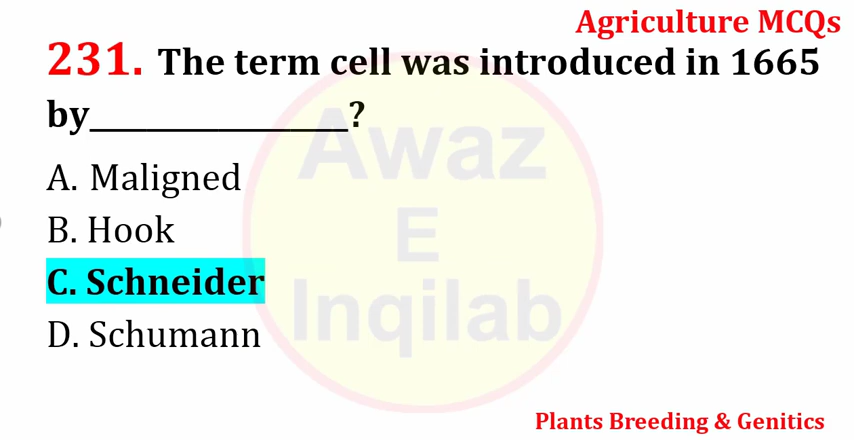 Agriculture MCQs
231. The term cell was introduced in 1665
by_________________?
A. Maligned
B. Hook
C. Schneider
D. Schumann
Awaz
E
Inqilab
Plants Breeding & Genitics